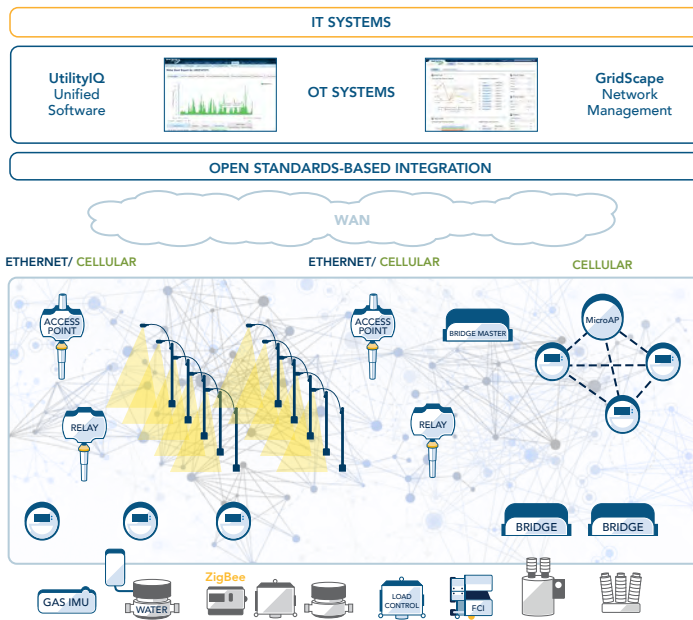 IT SYSTEMS
UtilityIQ
Unified
Software
OT SYSTEMS
GridScape
Network
Management
OPEN STANDARDS-BASED INTEGRATION
WAN
ETHERNET/ CELLULAR
ETHERNET/ CELLULAR
CELLULAR
ACCESS
POINT
ACCESS
POINT
BRIDGE MASTER
MicroAP
RELAY
RELAY
BRIDGE
BRIDGE
ZigBee
GAS IMU
WATER
LOAD
CONTROL
FCI